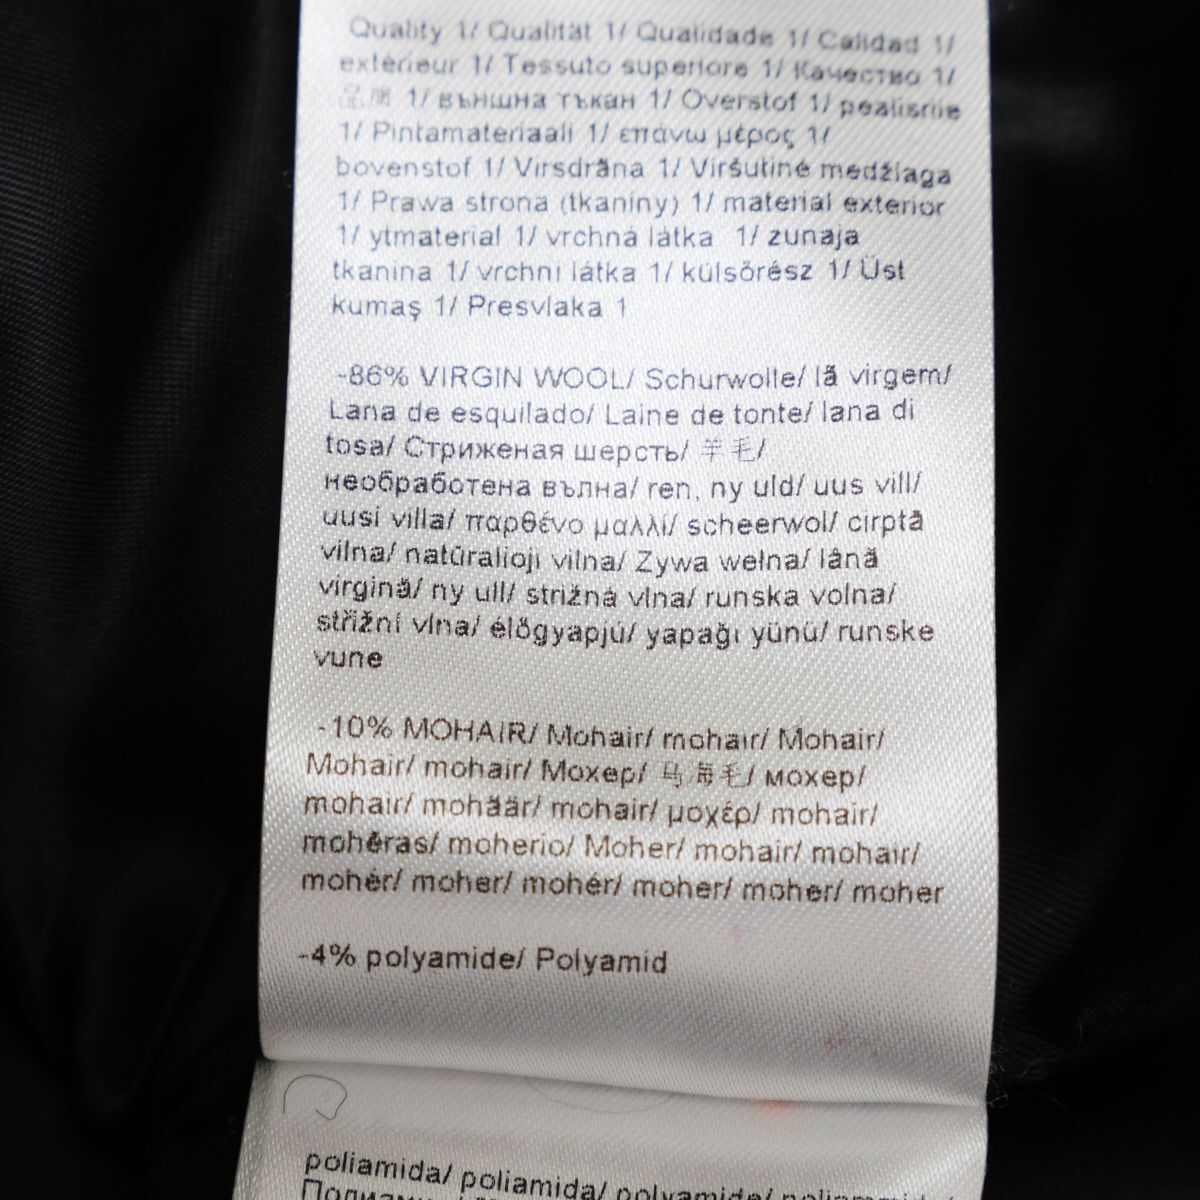 Quality 1/ Qualität 1/ Qualidade 1/ Calidad 1/
extérieur 1/ Tessuto superiore 1/ Качество 1/
1/ външна тъкан 1/ Overstof 1/ pealisriie
1/ Pintamateriaali 1/ επάνω μέρος 1/
bovenstof 1/ Virsdrāna 1/ Viršutinė medžiaga
1/ Prawa strona (tkaniny) 1/ material exterior
1/ ytmaterial 1/ vrchná látka 1/ zunaja
tkanina 1/ vrchní látka 1/ külsőrész 1/ Üst
kumaş 1/ Presvlaka 1
-86% VIRGIN WOOL/ Schurwolle/ lã virgem/
Lana de esquilado/ Laine de tonte/ lana di
tosa/ Стриженая шерсть/ 羊毛/
необработена вълна/ ren, ny uld/ uus vill/
uusi villa/ παρθένο μαλλί/ scheerwol/ cirptā
vilna/ natūralioji vilna/ Zywa wełna/ lână
virgină/ ny ull/ strižná vlna/ runska volna/
střižní vlna/ élőgyapjú/ yapağı yünü/ runske
vune
-10% MOHAIR/ Mohair/ mohair/ Mohair/
Mohair/ mohair/ Мохер/ 马海毛/ мохер/
mohair/ mohäär/ mohair/ μοχέρ/ mohair/
mohēras/ moherio/ Moher/ mohair/ mohair/
mohér/ moher/ mohér/ moher/ moher/ moher
-4% polyamide/ Polyamid
poliamida/ poliamida/ polyamide/